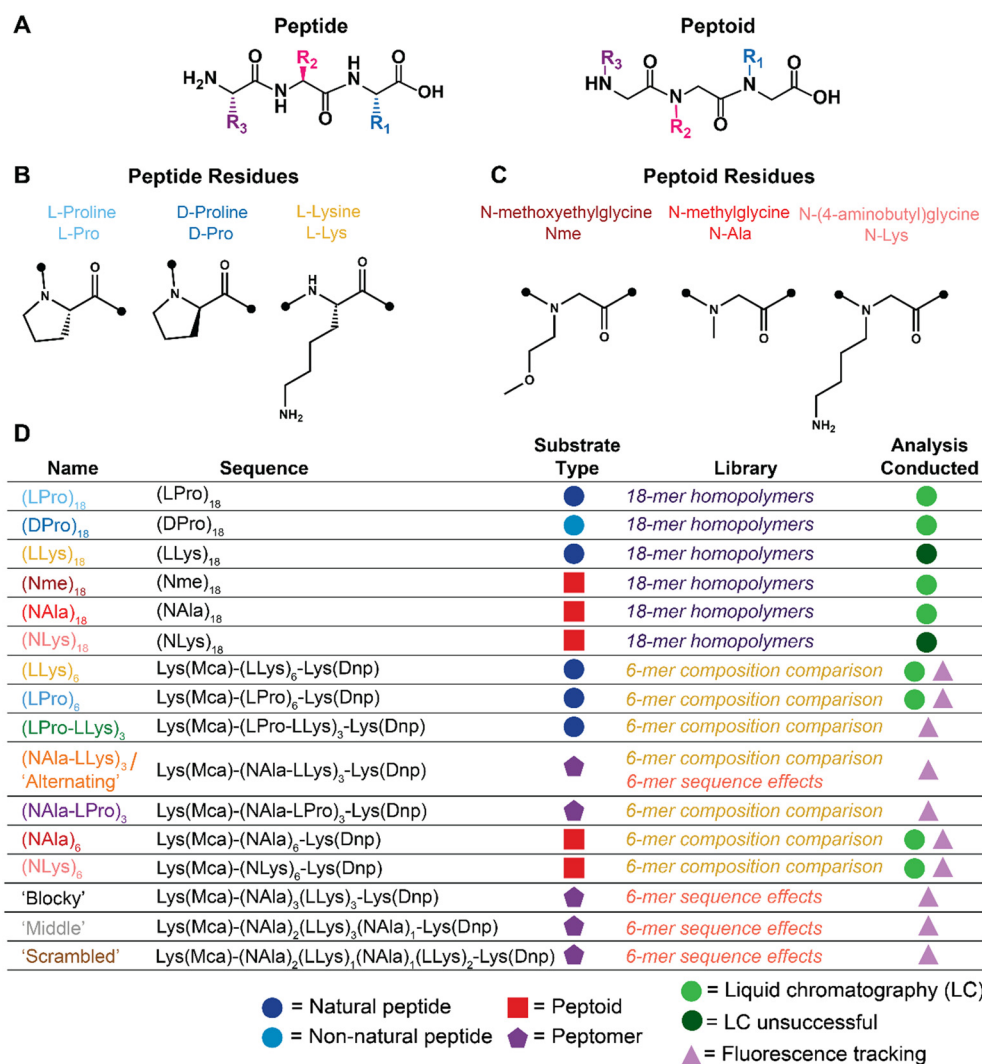 A
Peptide
Peptoid
H₂N
R₃
O
N
H
R₂
O
H
N
R₁
O
OH
R₃
HN
O
N
R₂
O
R₁
N
O
OH
B
Peptide Residues
L-Proline
L-Pro
D-Proline
D-Pro
L-Lysine
L-Lys
N
O
N
O
H
N
O
NH₂
C
Peptoid Residues
N-methoxyethylglycine
Nme
N-methylglycine
N-Ala
N-(4-aminobutyl)glycine
N-Lys
N
O
O
N
O
N
O
NH₂
D
Name Sequence Substrate Type Library Analysis Conducted
(LPro)₁₈ (LPro)₁₈ 18-mer homopolymers
(DPro)₁₈ (DPro)₁₈ 18-mer homopolymers
(LLys)₁₈ (LLys)₁₈ 18-mer homopolymers
(Nme)₁₈ (Nme)₁₈ 18-mer homopolymers
(NAla)₁₈ (NAla)₁₈ 18-mer homopolymers
(NLys)₁₈ (NLys)₁₈ 18-mer homopolymers
(LLys)₆ Lys(Mca)-(LLys)₆-Lys(Dnp) 6-mer composition comparison
(LPro)₆ Lys(Mca)-(LPro)₆-Lys(Dnp) 6-mer composition comparison
(LPro-LLys)₃ Lys(Mca)-(LPro-LLys)₃-Lys(Dnp) 6-mer composition comparison
(NAla-LLys)₃/ 6-mer composition comparison
'Alternating' Lys(Mca)-(NAla-LLys)₃-Lys(Dnp) 6-mer sequence effects
(NAla-LPro)₃ Lys(Mca)-(NAla-LPro)₃-Lys(Dnp) 6-mer composition comparison
(NAla)₆ Lys(Mca)-(NAla)₆-Lys(Dnp) 6-mer composition comparison
(NLys)₆ Lys(Mca)-(NLys)₆-Lys(Dnp) 6-mer composition comparison
'Blocky' Lys(Mca)-(NAla)₃(LLys)₃-Lys(Dnp) 6-mer sequence effects
'Middle' Lys(Mca)-(NAla)₂(LLys)₃(NAla)₁-Lys(Dnp) 6-mer sequence effects
'Scrambled' Lys(Mca)-(NAla)₂(LLys)₁(NAla)₁(LLys)₂-Lys(Dnp) 6-mer sequence effects
= Natural peptide
= Non-natural peptide
= Peptoid
= Peptomer
= Liquid chromatography (LC)
= LC unsuccessful
= Fluorescence tracking